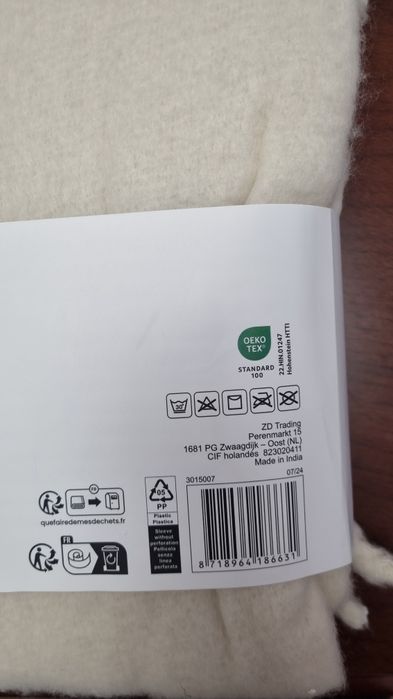 OEKO
TEX®
STANDARD
100
22.HIN.01247
Hohenstein HTTI
30°
ZD Trading
Perenmarkt 15
1681 PG Zwaagdijk – Oost (NL)
CIF holandés 823020411
Made in India
3015007
07/24
8 718964 186631
05
PP
Plastic
Plastica
Sleeve
without
perforation
Pellicola
senza
linea
perforata
FR
quefairedemesdechets.fr
FR